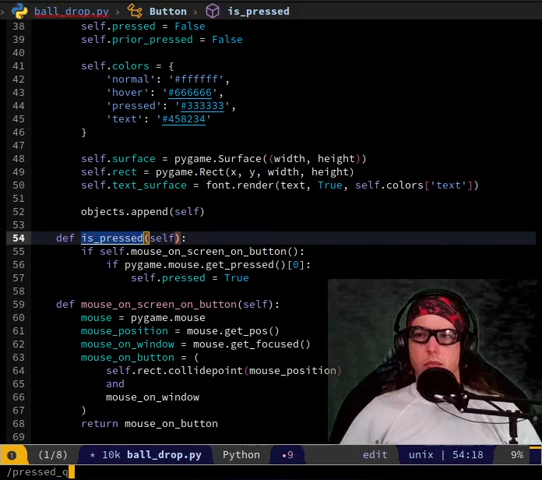 ball_drop.py > Button > is_pressed
38 self.pressed = False
39 self.prior_pressed = False
40
41 self.colors = {
42 'normal': '#ffffff',
43 'hover': '#666666',
44 'pressed': '#333333',
45 'text': '#458234'
46 }
47
48 self.surface = pygame.Surface((width, height))
49 self.rect = pygame.Rect(x, y, width, height)
50 self.text_surface = font.render(text, True, self.colors['text'])
51
52 objects.append(self)
53
54 def is_pressed(self):
55 if self.mouse_on_screen_on_button():
56 if pygame.mouse.get_pressed()[0]:
57 self.pressed = True
58
59 def mouse_on_screen_on_button(self):
60 mouse = pygame.mouse
61 mouse_position = mouse.get_pos()
62 mouse_on_window = mouse.get_focused()
63 mouse_on_button = (
64 self.rect.collidepoint(mouse_position)
65 and
66 mouse_on_window
67 )
68 return mouse_on_button
69
1 (1/8) * 10k ball_drop.py Python •9 edit unix | 54:18 9%
/pressed_q